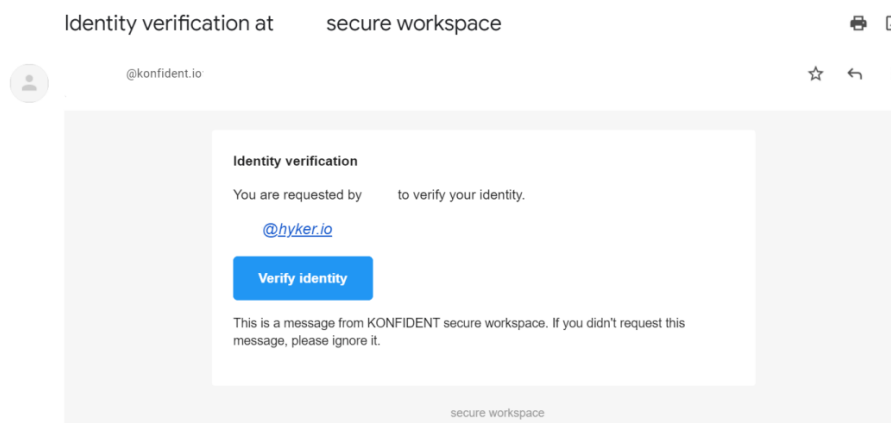 Identity verification at secure workspace
@konfident.io
Identity verification
You are requested by to verify your identity.
@hyker.io
Verify identity
This is a message from KONFIDENT secure workspace. If you didn't request this
message, please ignore it.
secure workspace